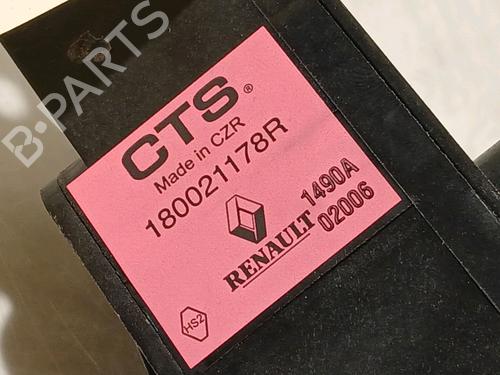 CTS®
Made in CZR
180021178R
1490A
02006
RENAULT
HS2
B-PARTS